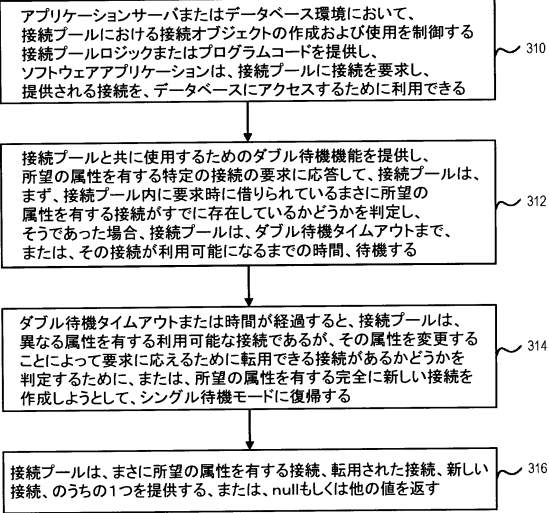 アプリケーションサーバまたはデータベース環境において、
接続プールにおける接続オブジェクトの作成および使用を制御する
接続プールロジックまたはプログラムコードを提供し、
ソフトウェアアプリケーションは、接続プールに接続を要求し、
提供される接続を、データベースにアクセスするために利用できる
310
接続プールと共に使用するためのダブル待機機能を提供し、
所望の属性を有する特定の接続の要求に応答して、接続プールは、
まず、接続プール内に要求時に借りられているまさに所望の
属性を有する接続がすでに存在しているかどうかを判定し、
そうであった場合、接続プールは、ダブル待機タイムアウトまで、
または、その接続が利用可能になるまでの時間、待機する
312
ダブル待機タイムアウトまたは時間が経過すると、接続プールは、
異なる属性を有する利用可能な接続であるが、その属性を変更する
ことによって要求に応えるために転用できる接続があるかどうかを
判定するために、または、所望の属性を有する完全に新しい接続を
作成しようとして、シングル待機モードに復帰する
314
接続プールは、まさに所望の属性を有する接続、転用された接続、新しい
接続、のうちの1つを提供する、または、nullもしくは他の値を返す
316